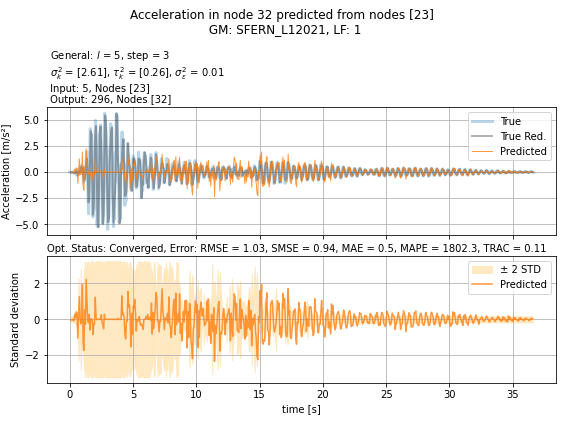 Acceleration in node 32 predicted from nodes [23]
GM: SFERN_L12021, LF: 1
General: l = 5, step = 3
σ²ₖ = [2.61], τ²ₖ = [0.26], σ²ε = 0.01
Input: 5, Nodes [23]
Output: 296, Nodes [32]
Acceleration [m/s²]
5.0
2.5
0.0
−2.5
−5.0
True
True Red.
Predicted
Opt. Status: Converged, Error: RMSE = 1.03, SMSE = 0.94, MAE = 0.5, MAPE = 1802.3, TRAC = 0.11
Standard deviation
2
0
−2
± 2 STD
Predicted
0 5 10 15 20 25 30 35
time [s]